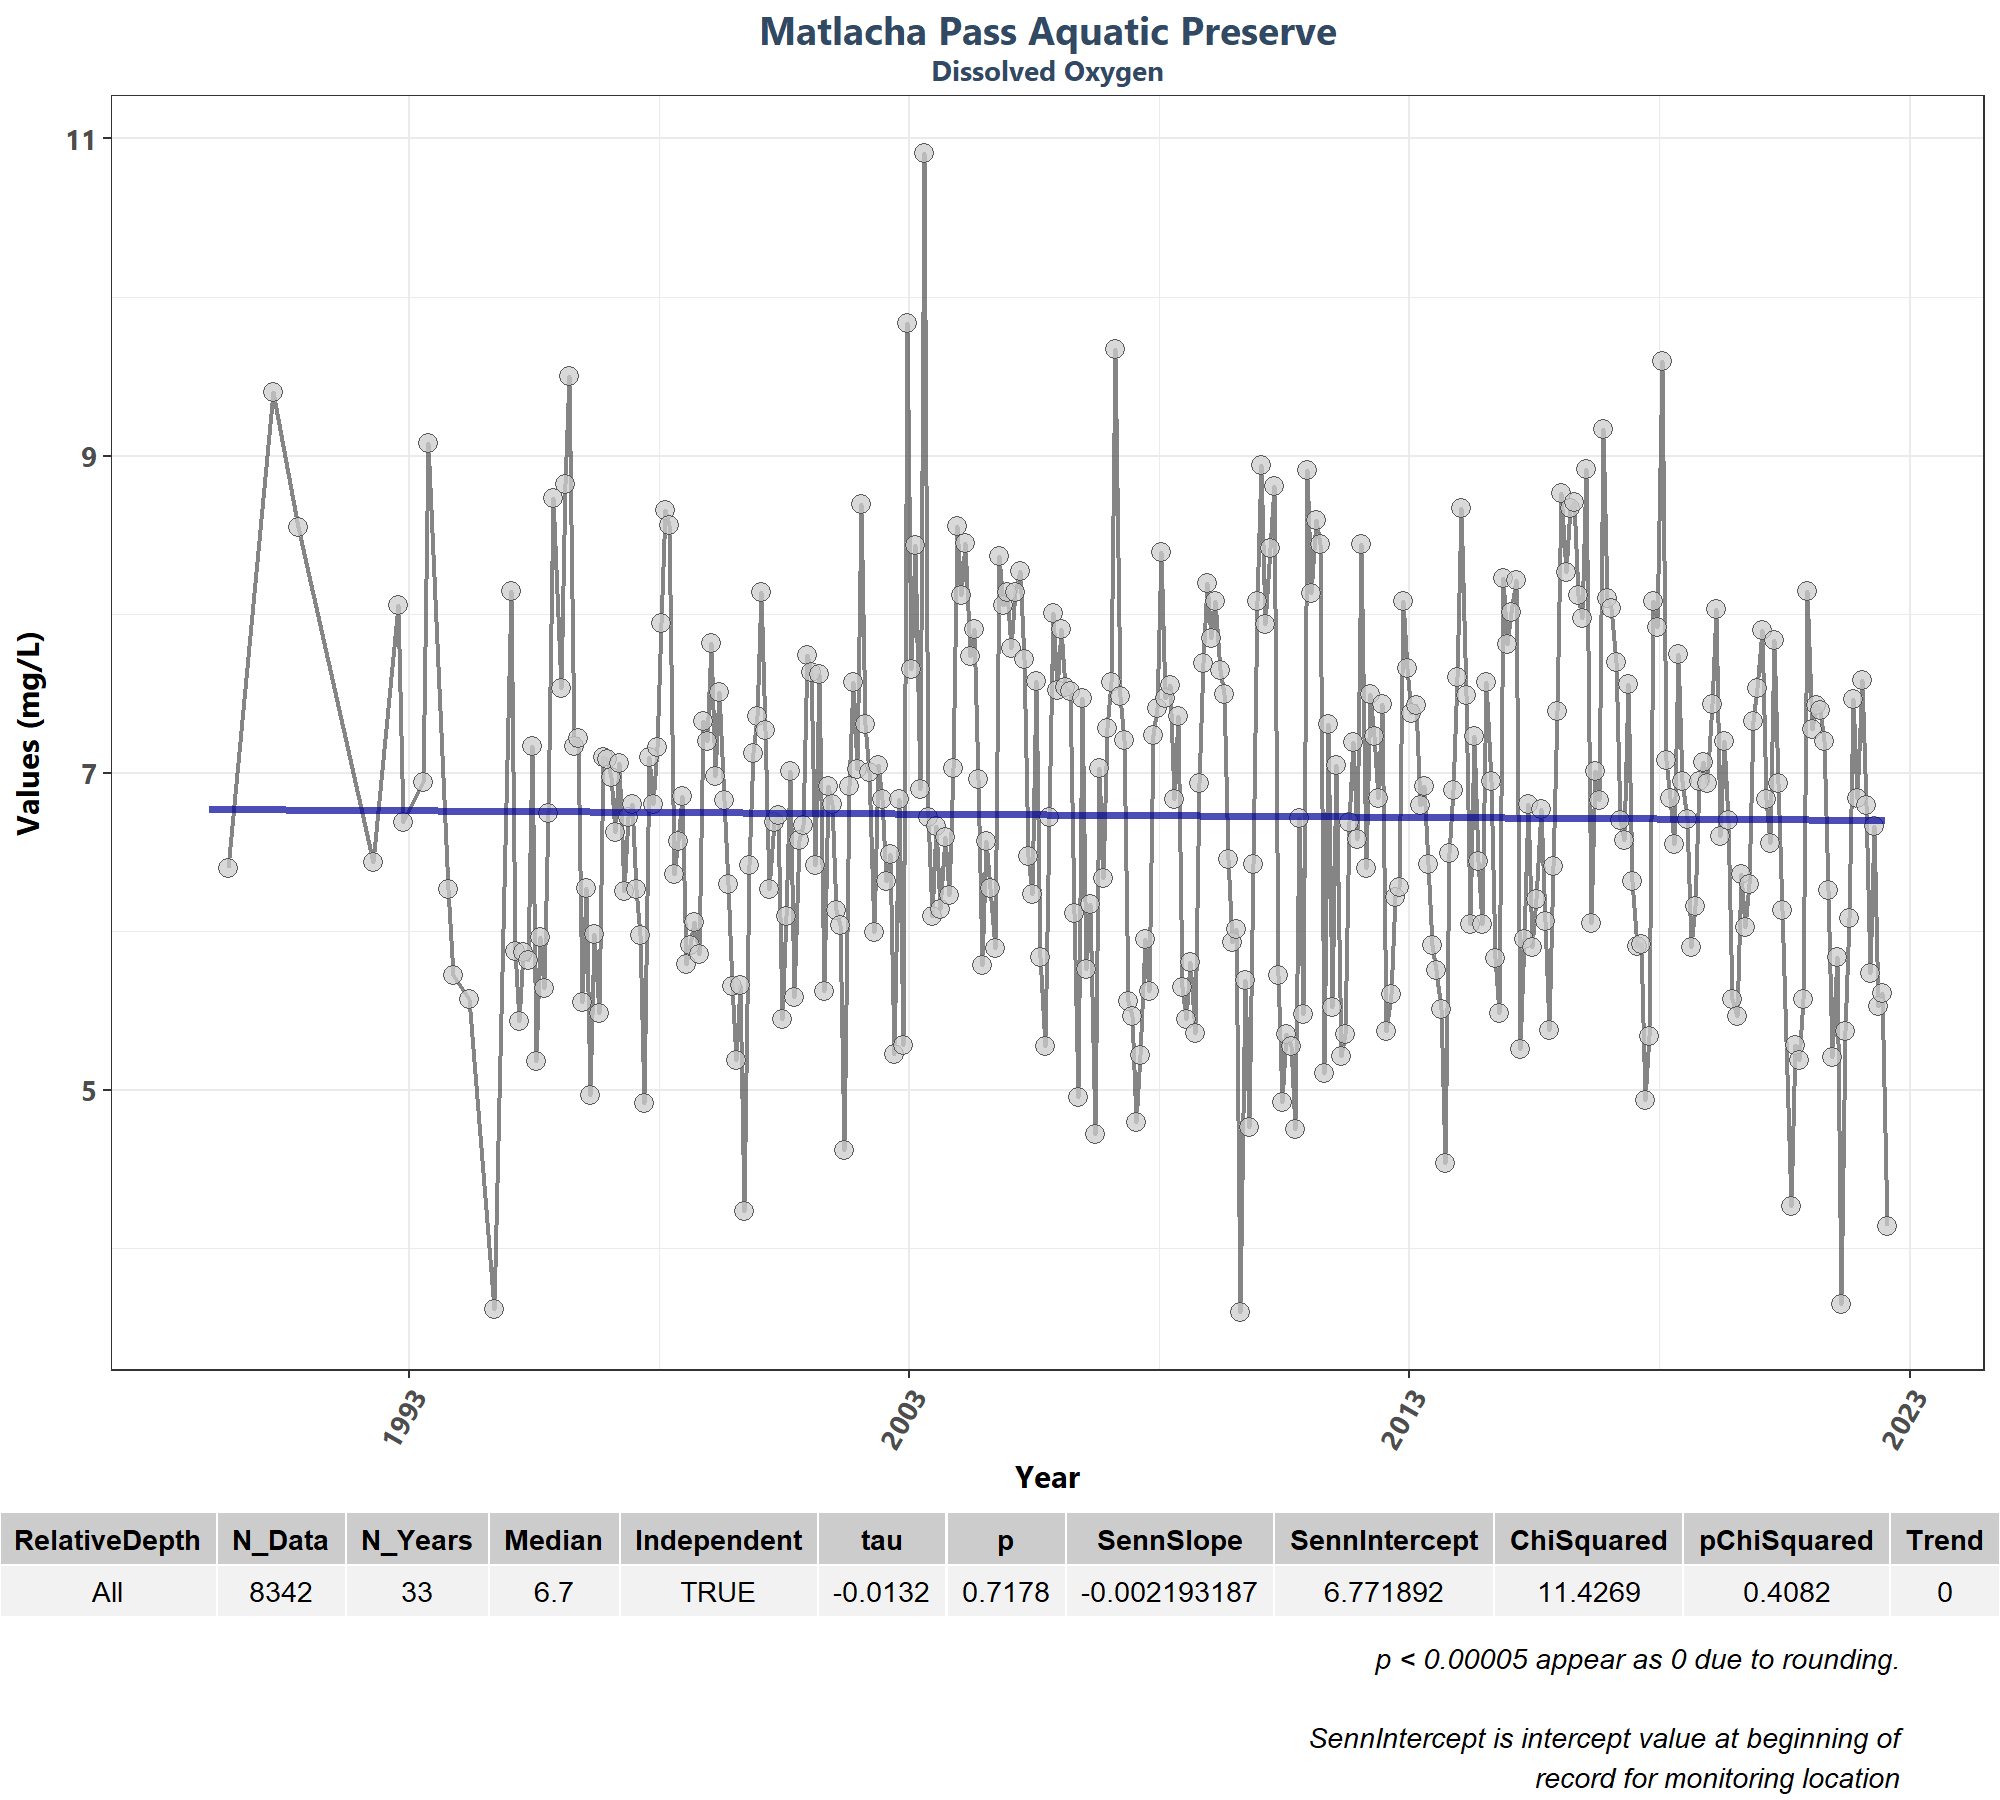 Matlacha Pass Aquatic Preserve
Dissolved Oxygen
11
9
7
5
Values (mg/L)
1993
2003
2013
2023
Year
RelativeDepth N_Data N_Years Median Independent tau p SennSlope SennIntercept ChiSquared pChiSquared Trend
All 8342 33 6.7 TRUE -0.0132 0.7178 -0.002193187 6.771892 11.4269 0.4082 0
p < 0.00005 appear as 0 due to rounding.
SennIntercept is intercept value at beginning of
record for monitoring location